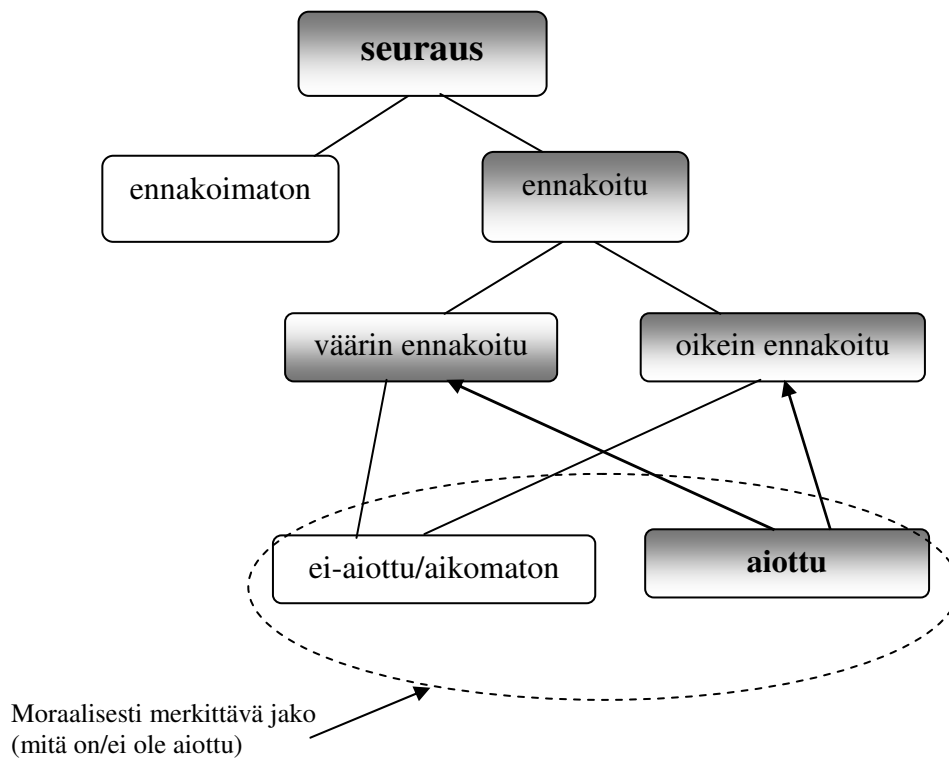 seuraus
ennakoimaton
ennakoitu
väärin ennakoitu
oikein ennakoitu
ei-aiottu/aikomaton
aiottu
Moraalisesti merkittävä jako
(mitä on/ei ole aiottu)